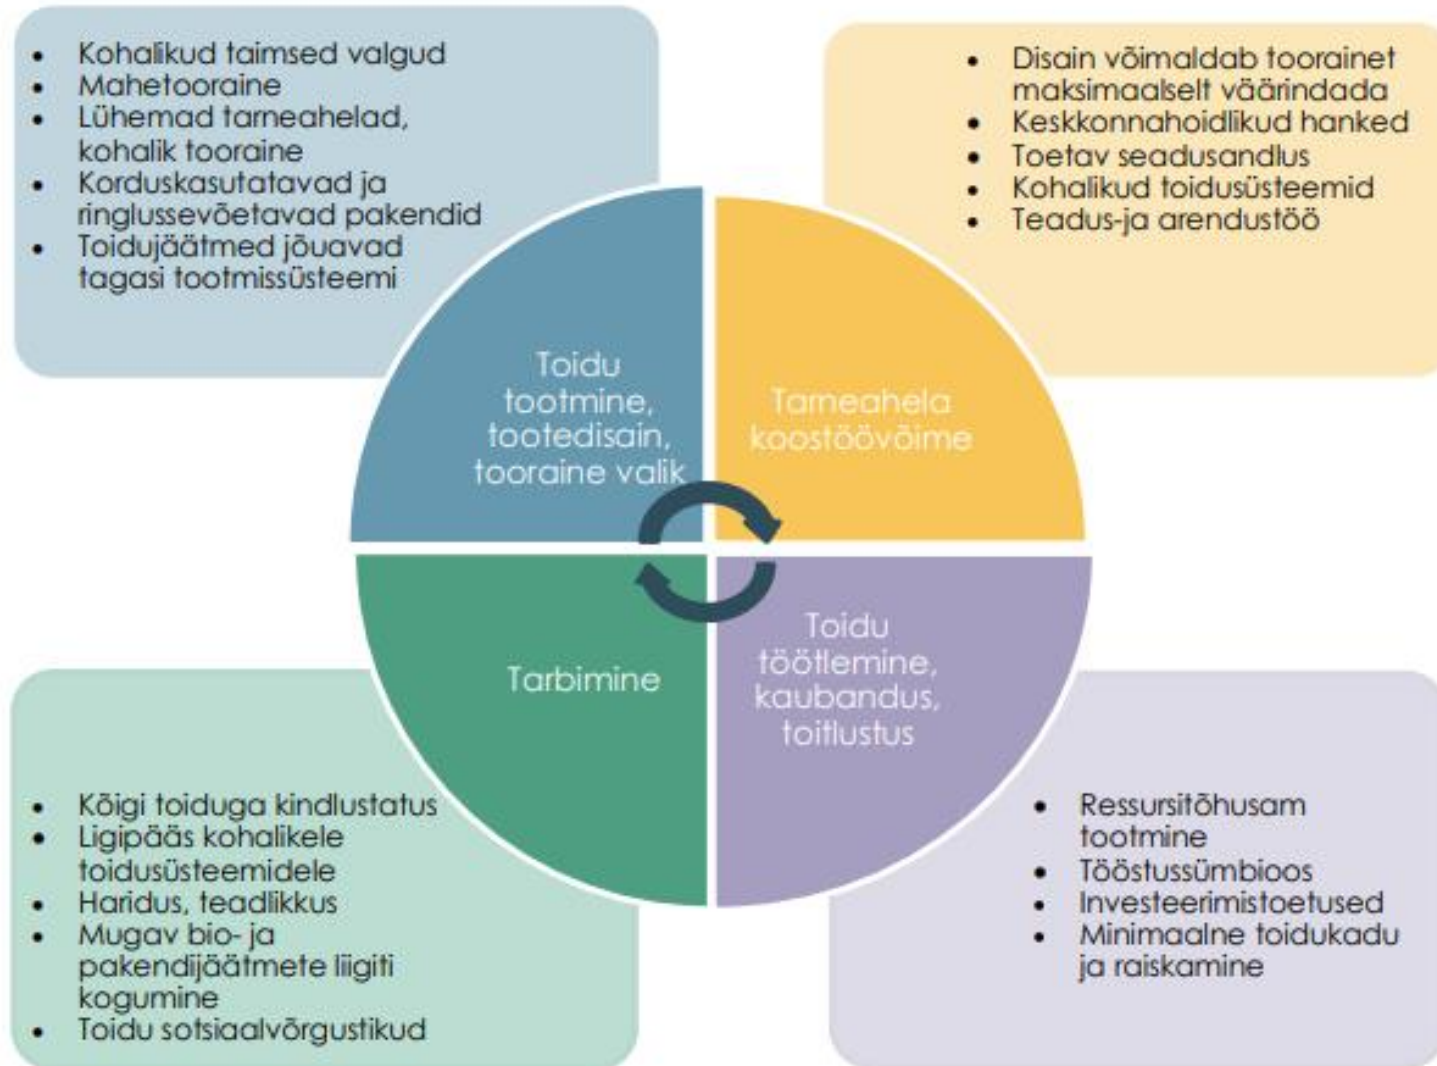 • Kohalikud taimsed valgud
• Mahetooraine
• Lühemad tarneahelad,
kohalik tooraine
• Korduskasutatavad ja
ringlussevõetavad pakendid
• Toidujäätmed jõuavad
tagasi tootmissüsteemi
• Disain võimaldab toorainet
maksimaalselt väärindada
• Keskkonnahoidlikud hanked
• Toetav seadusandlus
• Kohalikud toidusüsteemid
• Teadus-ja arendustöö
Toidu
tootmine,
tootedisain,
tooraine valik
Tarneahela
koostöövõime
Tarbimine
Toidu
töötlemine,
kaubandus,
toitlustus
• Kõigi toiduga kindlustatus
• Ligipääs kohalikele
toidusüsteemidele
• Haridus, teadlikkus
• Mugav bio- ja
pakendijäätmete liigiti
kogumine
• Toidu sotsiaalvõrgustikud
• Ressursitõhusam
tootmine
• Tööstussümbioos
• Investeerimistoetused
• Minimaalne toidukadu
ja raiskamine